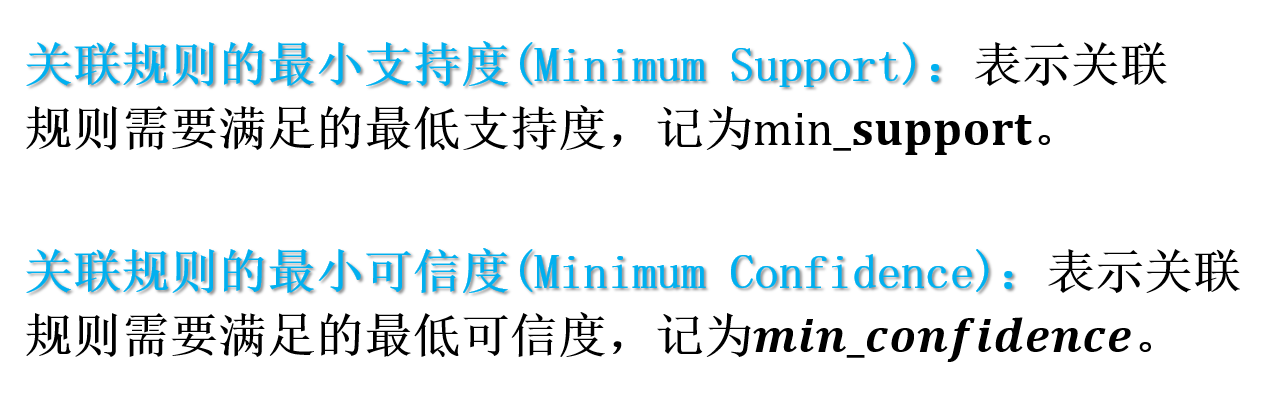 关联规则的最小支持度(Minimum Support)：表示关联
规则需要满足的最低支持度，记为min_support。
关联规则的最小可信度(Minimum Confidence)：表示关联
规则需要满足的最低可信度，记为min_confidence。